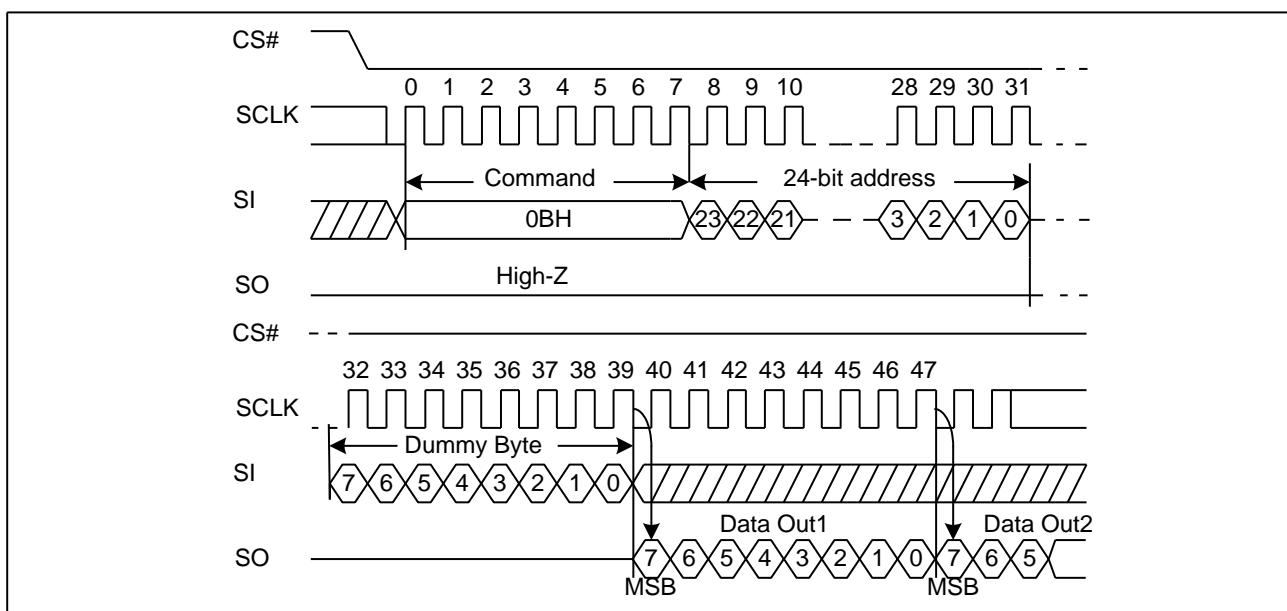 CS#
0 1 2 3 4 5 6 7 8 9 10 28 29 30 31
SCLK
Command 24-bit address
SI
0BH 23 22 21 3 2 1 0
High-Z
SO
CS#
32 33 34 35 36 37 38 39 40 41 42 43 44 45 46 47
SCLK
Dummy Byte
SI 7 6 5 4 3 2 1 0
Data Out1 Data Out2
SO 7 6 5 4 3 2 1 0 7 6 5
MSB MSB